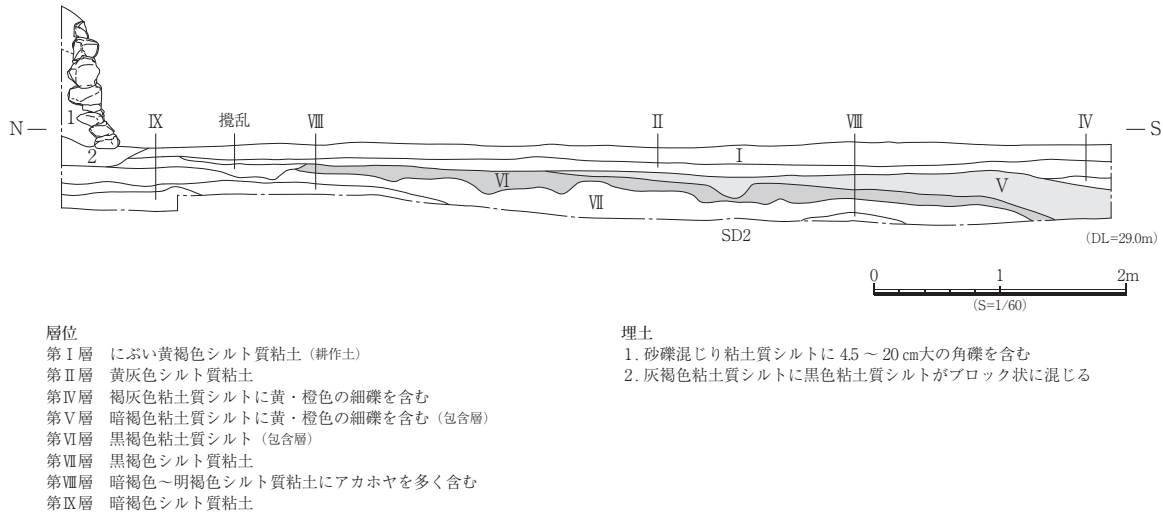 1
N —
2
Ⅸ
攪乱
Ⅷ
Ⅱ
Ⅷ
Ⅳ
— S
Ⅰ
Ⅵ
Ⅴ
Ⅶ
SD2
(DL=29.0m)
0 1 2m
(S=1/60)
層位
第Ⅰ層 にぶい黄褐色シルト質粘土（耕作土）
第Ⅱ層 黄灰色シルト質粘土
第Ⅳ層 褐灰色粘土質シルトに黄・橙色の細礫を含む
第Ⅴ層 暗褐色粘土質シルトに黄・橙色の細礫を含む（包含層）
第Ⅵ層 黒褐色粘土質シルト（包含層）
第Ⅶ層 黒褐色シルト質粘土
第Ⅷ層 暗褐色～明褐色シルト質粘土にアカホヤを多く含む
第Ⅸ層 暗褐色シルト質粘土
埋土
1. 砂礫混じり粘土質シルトに 4.5 ～ 20 ㎝大の角礫を含む
2. 灰褐色粘土質シルトに黒色粘土質シルトがブロック状に混じる